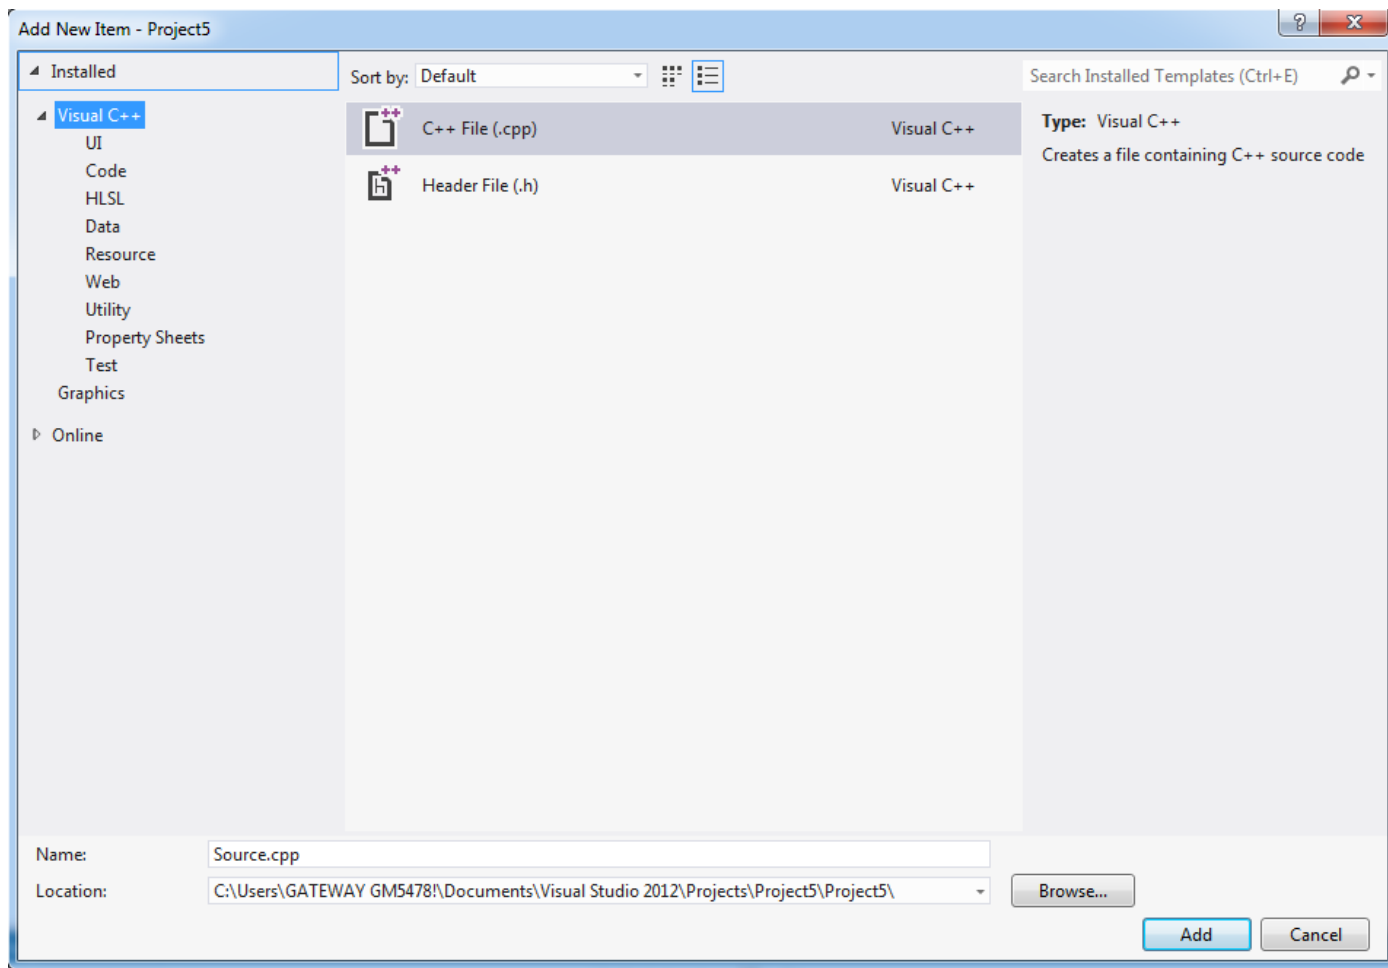 Add New Item - Project5
Installed
Sort by: Default
Search Installed Templates (Ctrl+E)
Visual C++
UI
Code
HLSL
Data
Resource
Web
Utility
Property Sheets
Test
Graphics
Online
C++ File (.cpp) Visual C++
Header File (.h) Visual C++
Type: Visual C++
Creates a file containing C++ source code
Name: Source.cpp
Location: C:\Users\GATEWAY GM5478!\Documents\Visual Studio 2012\Projects\Project5\Project5\
Browse...
Add Cancel